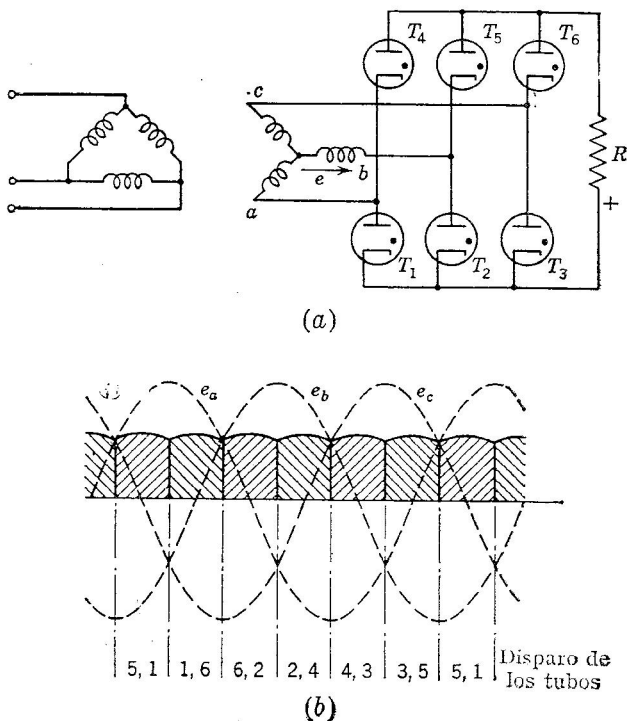 T4 T5 T6
c
e b
R
+
a
T1 T2 T3
(a)
ea eb ec
5, 1 1, 6 6, 2 2, 4 4, 3 3, 5 5, 1 Disparo de
los tubos
(b)